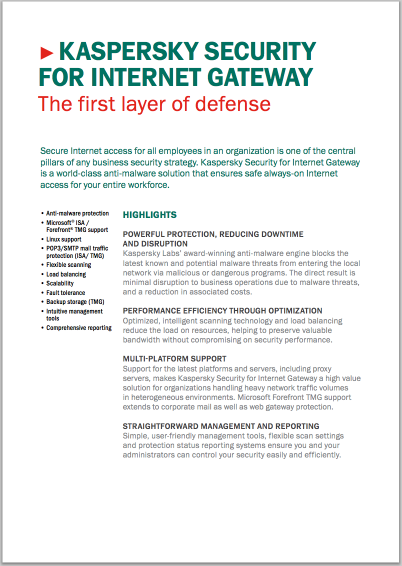 ► KASPERSKY SECURITY
FOR INTERNET GATEWAY
The first layer of defense
Secure Internet access for all employees in an organization is one of the central
pillars of any business security strategy. Kaspersky Security for Internet Gateway
is a world-class anti-malware solution that ensures safe always-on Internet
access for your entire workforce.
• Anti-malware protection
• Microsoft® ISA /
Forefront® TMG support
• Linux support
• POP3/SMTP mail traffic
protection (ISA/ TMG)
• Flexible scanning
• Load balancing
• Scalability
• Fault tolerance
• Backup storage (TMG)
• Intuitive management
tools
• Comprehensive reporting
HIGHLIGHTS
POWERFUL PROTECTION, REDUCING DOWNTIME
AND DISRUPTION
Kaspersky Labs' award-winning anti-malware engine blocks the
latest known and potential malware threats from entering the local
network via malicious or dangerous programs. The direct result is
minimal disruption to business operations due to malware threats,
and a reduction in associated costs.
PERFORMANCE EFFICIENCY THROUGH OPTIMIZATION
Optimized, intelligent scanning technology and load balancing
reduce the load on resources, helping to preserve valuable
bandwidth without compromising on security performance.
MULTI-PLATFORM SUPPORT
Support for the latest platforms and servers, including proxy
servers, makes Kaspersky Security for Internet Gateway a high value
solution for organizations handling heavy network traffic volumes
in heterogeneous environments. Microsoft Forefront TMG support
extends to corporate mail as well as web gateway protection.
STRAIGHTFORWARD MANAGEMENT AND REPORTING
Simple, user-friendly management tools, flexible scan settings
and protection status reporting systems ensure you and your
administrators can control your security easily and efficiently.